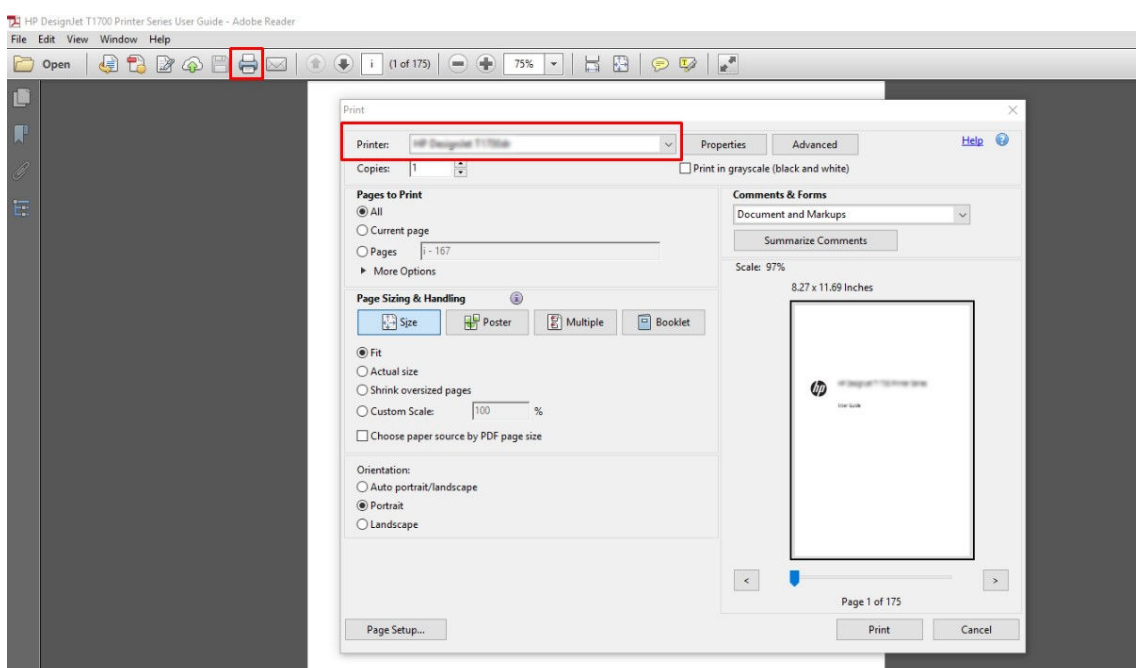 HP DesignJet T1700 Printer Series User Guide - Adobe Reader
File Edit View Window Help
Open i (1 of 175) 75%
Print
Printer: Properties Advanced Help
Copies: 1 Print in grayscale (black and white)
Pages to Print
All
Current page
Pages i - 167
More Options
Comments & Forms
Document and Markups
Summarize Comments
Page Sizing & Handling
Size Poster Multiple Booklet
Fit
Actual size
Shrink oversized pages
Custom Scale: 100 %
Choose paper source by PDF page size
Orientation:
Auto portrait/landscape
Portrait
Landscape
Scale: 97%
8.27 x 11.69 Inches
hp
User Guide
< >
Page 1 of 175
Page Setup... Print Cancel